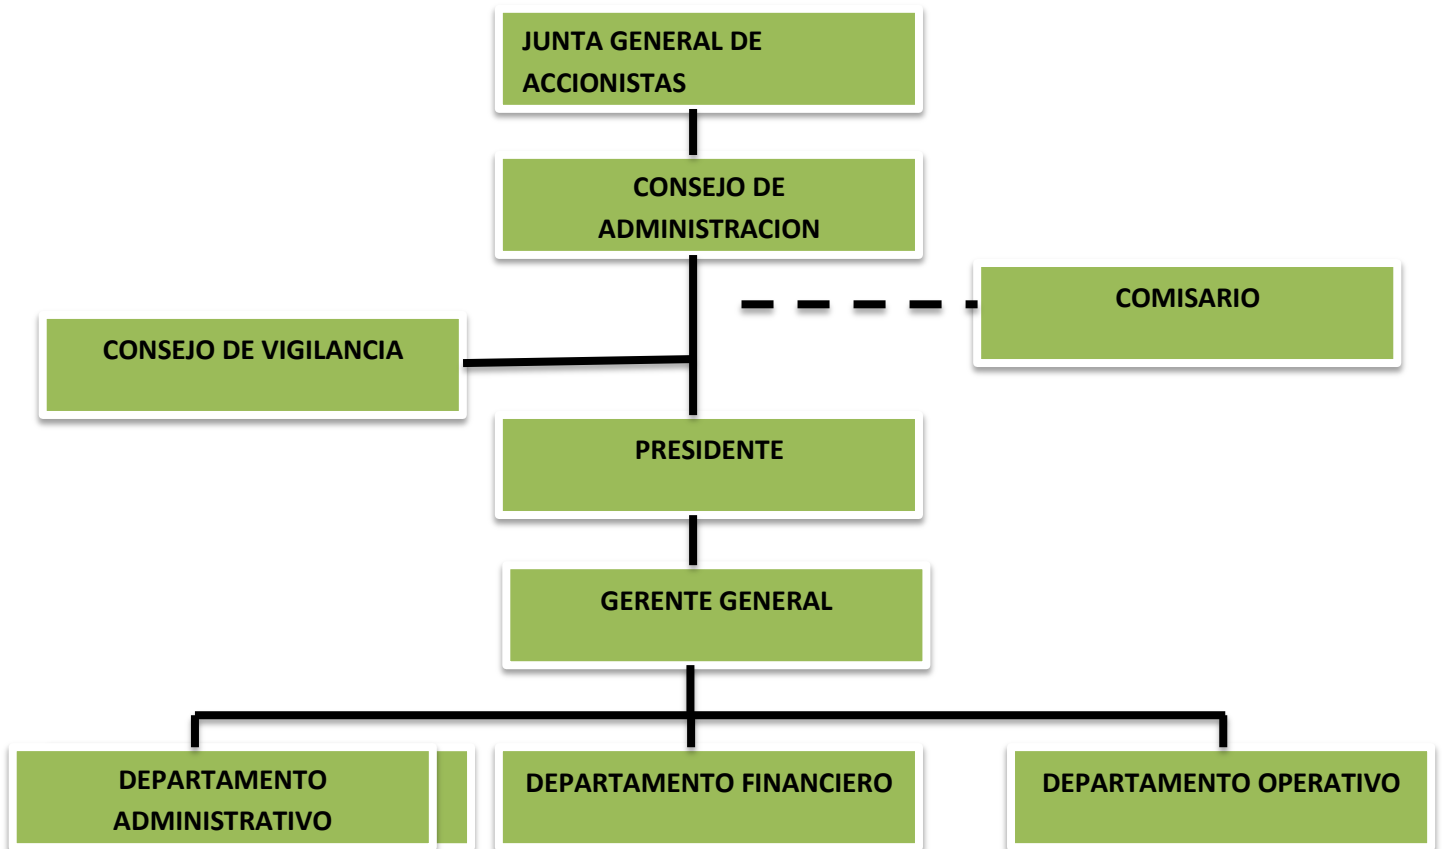 JUNTA GENERAL DE
ACCIONISTAS
CONSEJO DE
ADMINISTRACION
COMISARIO
CONSEJO DE VIGILANCIA
PRESIDENTE
GERENTE GENERAL
DEPARTAMENTO
ADMINISTRATIVO
DEPARTAMENTO FINANCIERO
DEPARTAMENTO OPERATIVO